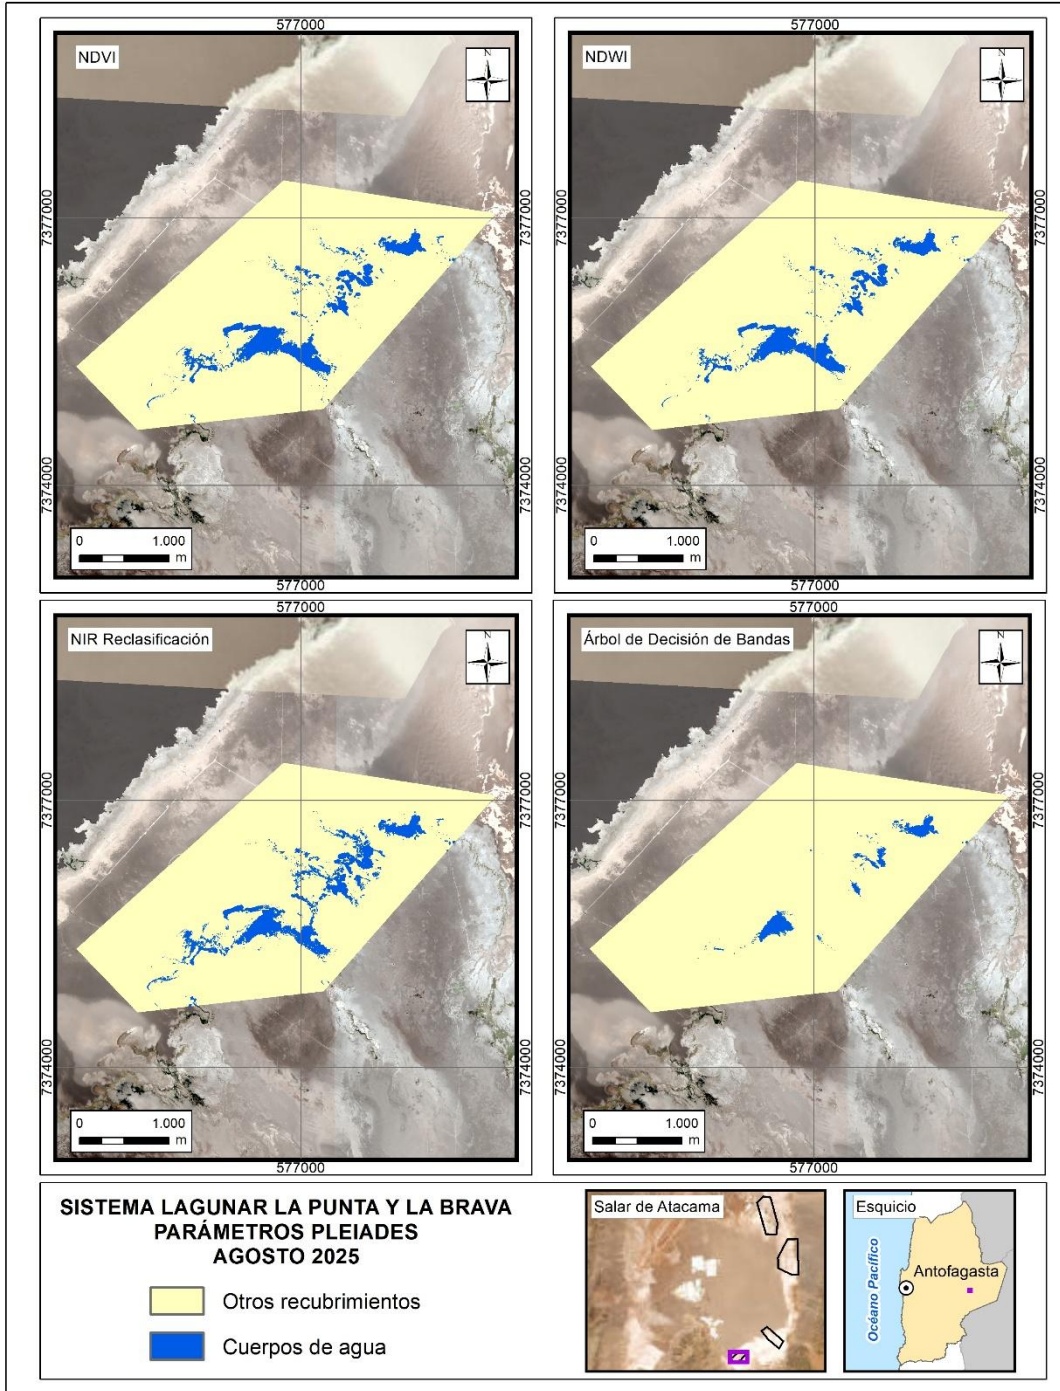 577000
577000
NDVI
N
NDWI
N
7377000
7377000
7377000
7377000
7374000
7374000
7374000
7374000
0 1.000
m
0 1.000
m
577000
577000
577000
577000
NIR Reclasificación
N
Árbol de Decisión de Bandas
N
7377000
7377000
7377000
7377000
7374000
7374000
7374000
7374000
0 1.000
m
0 1.000
m
577000
577000
SISTEMA LAGUNAR LA PUNTA Y LA BRAVA
PARÁMETROS PLEIADES
AGOSTO 2025
Otros recubrimientos
Cuerpos de agua
Salar de Atacama
Esquicio
Océano Pacífico
Antofagasta